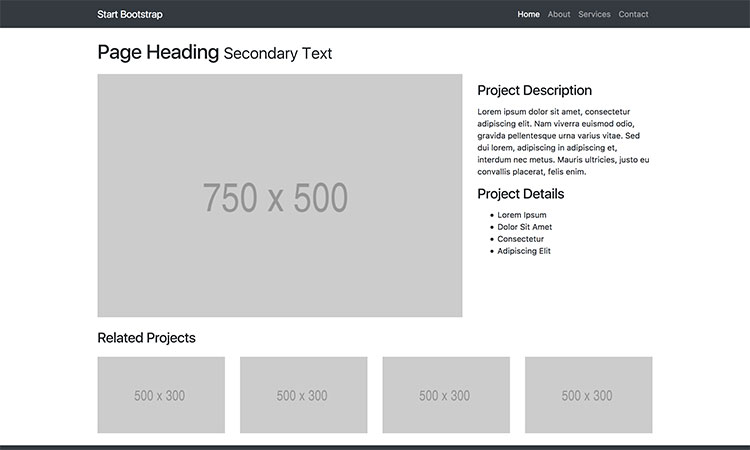 Start Bootstrap
Home About Services Contact
Page Heading Secondary Text
750 x 500
Project Description
Lorem ipsum dolor sit amet, consectetur
adipiscing elit. Nam viverra euismod odio,
gravida pellentesque urna varius vitae. Sed
dui lorem, adipiscing in adipiscing et,
interdum nec metus. Mauris ultricies, justo eu
convallis placerat, felis enim.
Project Details
Lorem Ipsum
Dolor Sit Amet
Consectetur
Adipiscing Elit
Related Projects
500 x 300
500 x 300
500 x 300
500 x 300